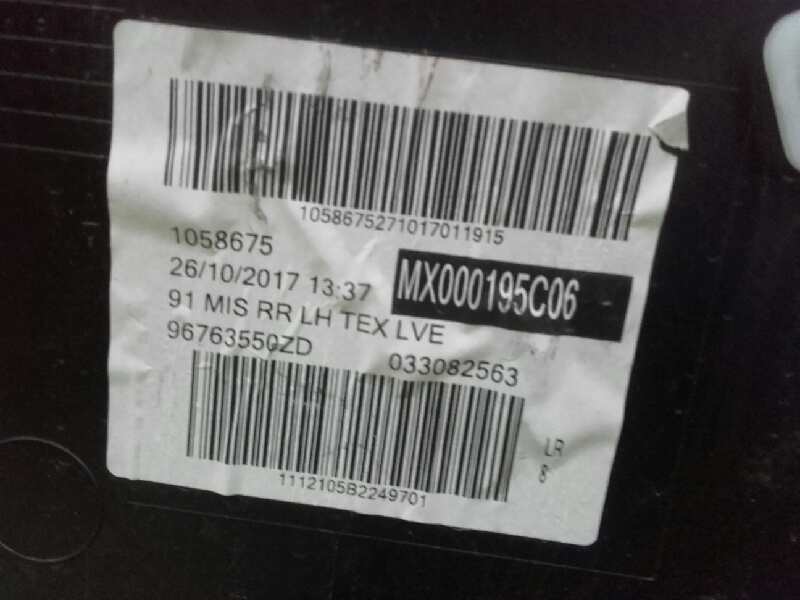 1058675271017011915
1058675
26/10/2017 13:37
MX000195C06
91 MIS RR LH TEX LVE
96763550ZD
033082563
LR
8
1112105B2249701